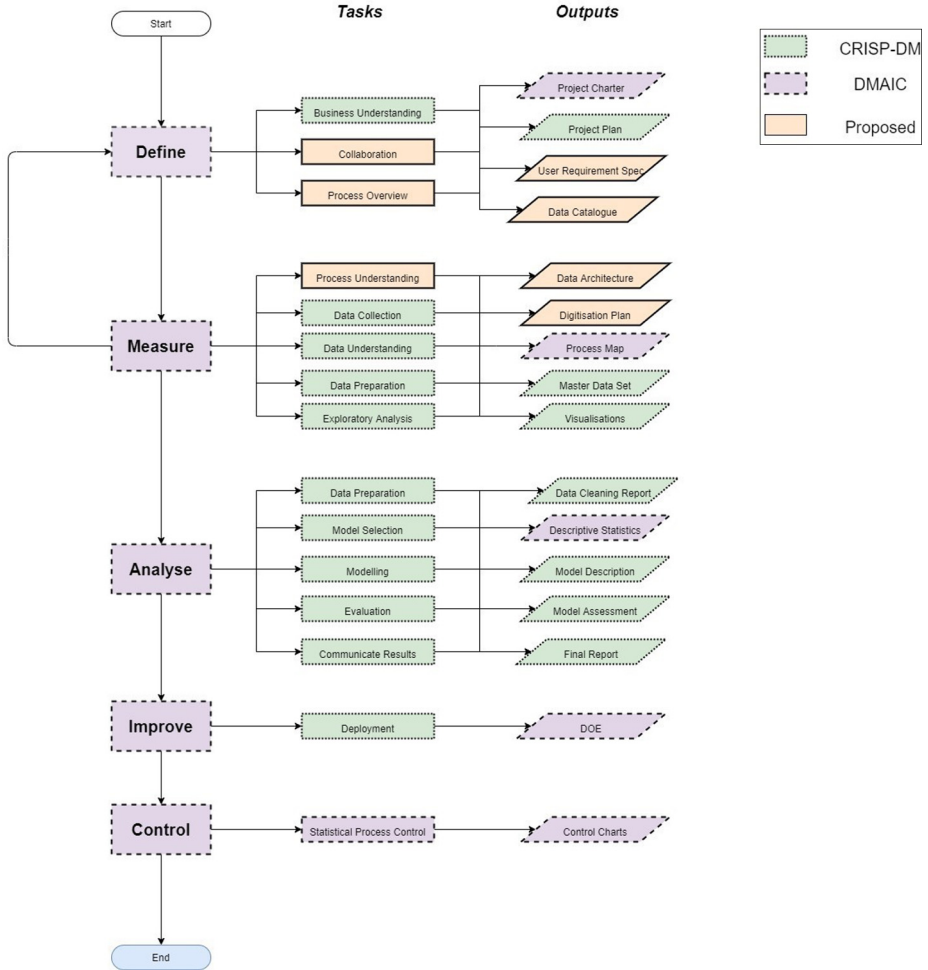 Tasks
Outputs
Start
CRISP-DM
DMAIC
Proposed
Define
Business Understanding
Collaboration
Process Overview
Project Charter
Project Plan
User Requirement Spec
Data Catalogue
Measure
Process Understanding
Data Collection
Data Understanding
Data Preparation
Exploratory Analysis
Data Architecture
Digitisation Plan
Process Map
Master Data Set
Visualisations
Analyse
Data Preparation
Model Selection
Modelling
Evaluation
Communicate Results
Data Cleaning Report
Descriptive Statistics
Model Description
Model Assessment
Final Report
Improve
Deployment
DOE
Control
Statistical Process Control
Control Charts
End